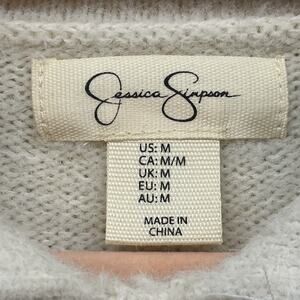 Jessica Simpson
US: M
CA: M/M
UK: M
EU: M
AU: M
MADE IN
CHINA